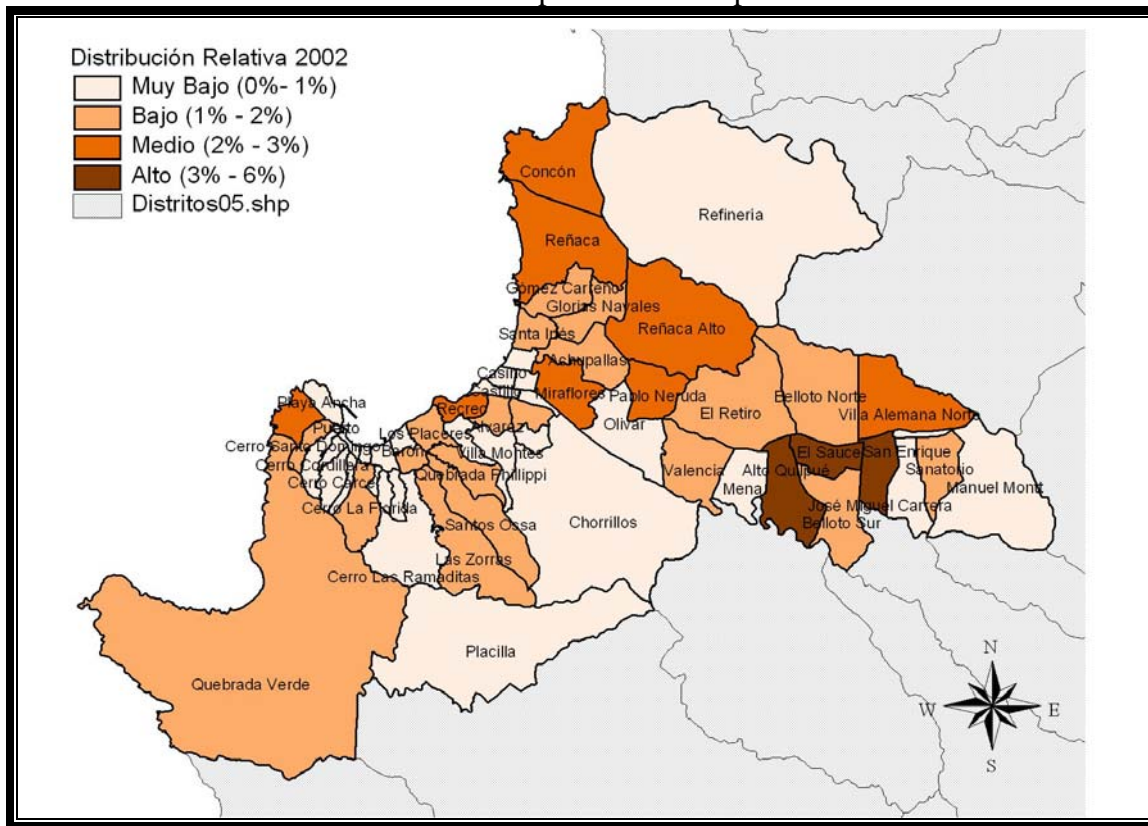 Distribución Relativa 2002
Muy Bajo (0%- 1%)
Bajo (1% - 2%)
Medio (2% - 3%)
Alto (3% - 6%)
Distritos05.shp
Concón
Refinería
Reñaca
Gómez Carreño
Glorias Navales
Santa Inés
Reñaca Alto
Achupallas
Casino
Castillo
Miraflores
Pablo Neruda
Belloto Norte
Playa Ancha
Recreo
El Retiro
Villa Alemana Norte
Puerto
Olivar
Los Placeres
Alvarez
Cerro Santo Domingo
Barón
Villa Montes
El Sauce
San Enrique
Cerro Cordillera
Quebrada Phillippi
Valencia
Alto Quilpué
Sanatorio
Cerro Carcel
Mena
Manuel Montt
Cerro La Florida
José Miguel Carrera
Santos Ossa
Chorrillos
Belloto Sur
Las Zorras
Cerro Las Ramaditas
Placilla
Quebrada Verde
N
W
E
S